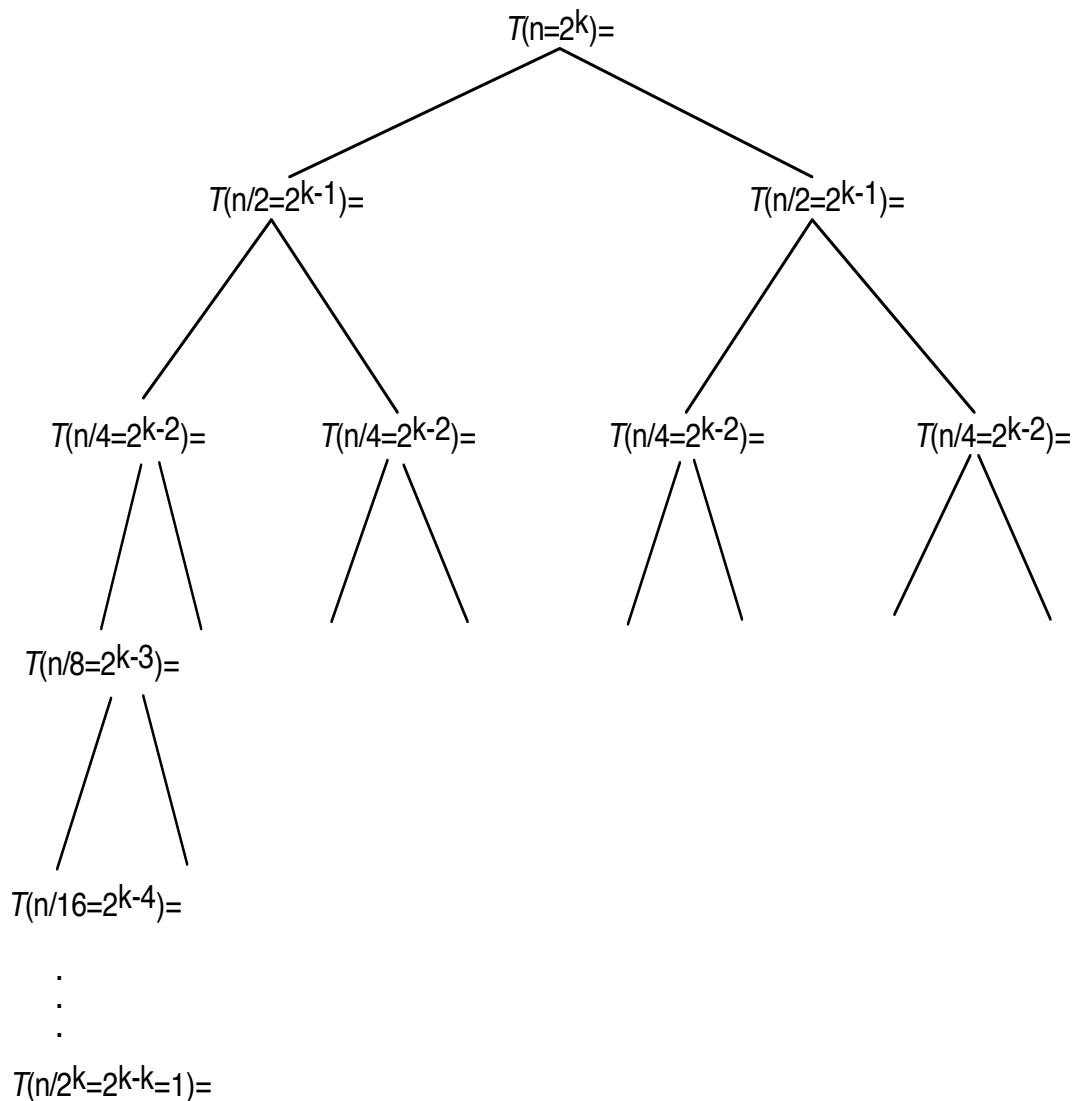 T(n=2^k)=
T(n/2=2^k-1)= T(n/2=2^k-1)=
T(n/4=2^k-2)= T(n/4=2^k-2)= T(n/4=2^k-2)= T(n/4=2^k-2)=
T(n/8=2^k-3)=
T(n/16=2^k-4)=
.
.
.
T(n/2^k=2^k-k=1)=